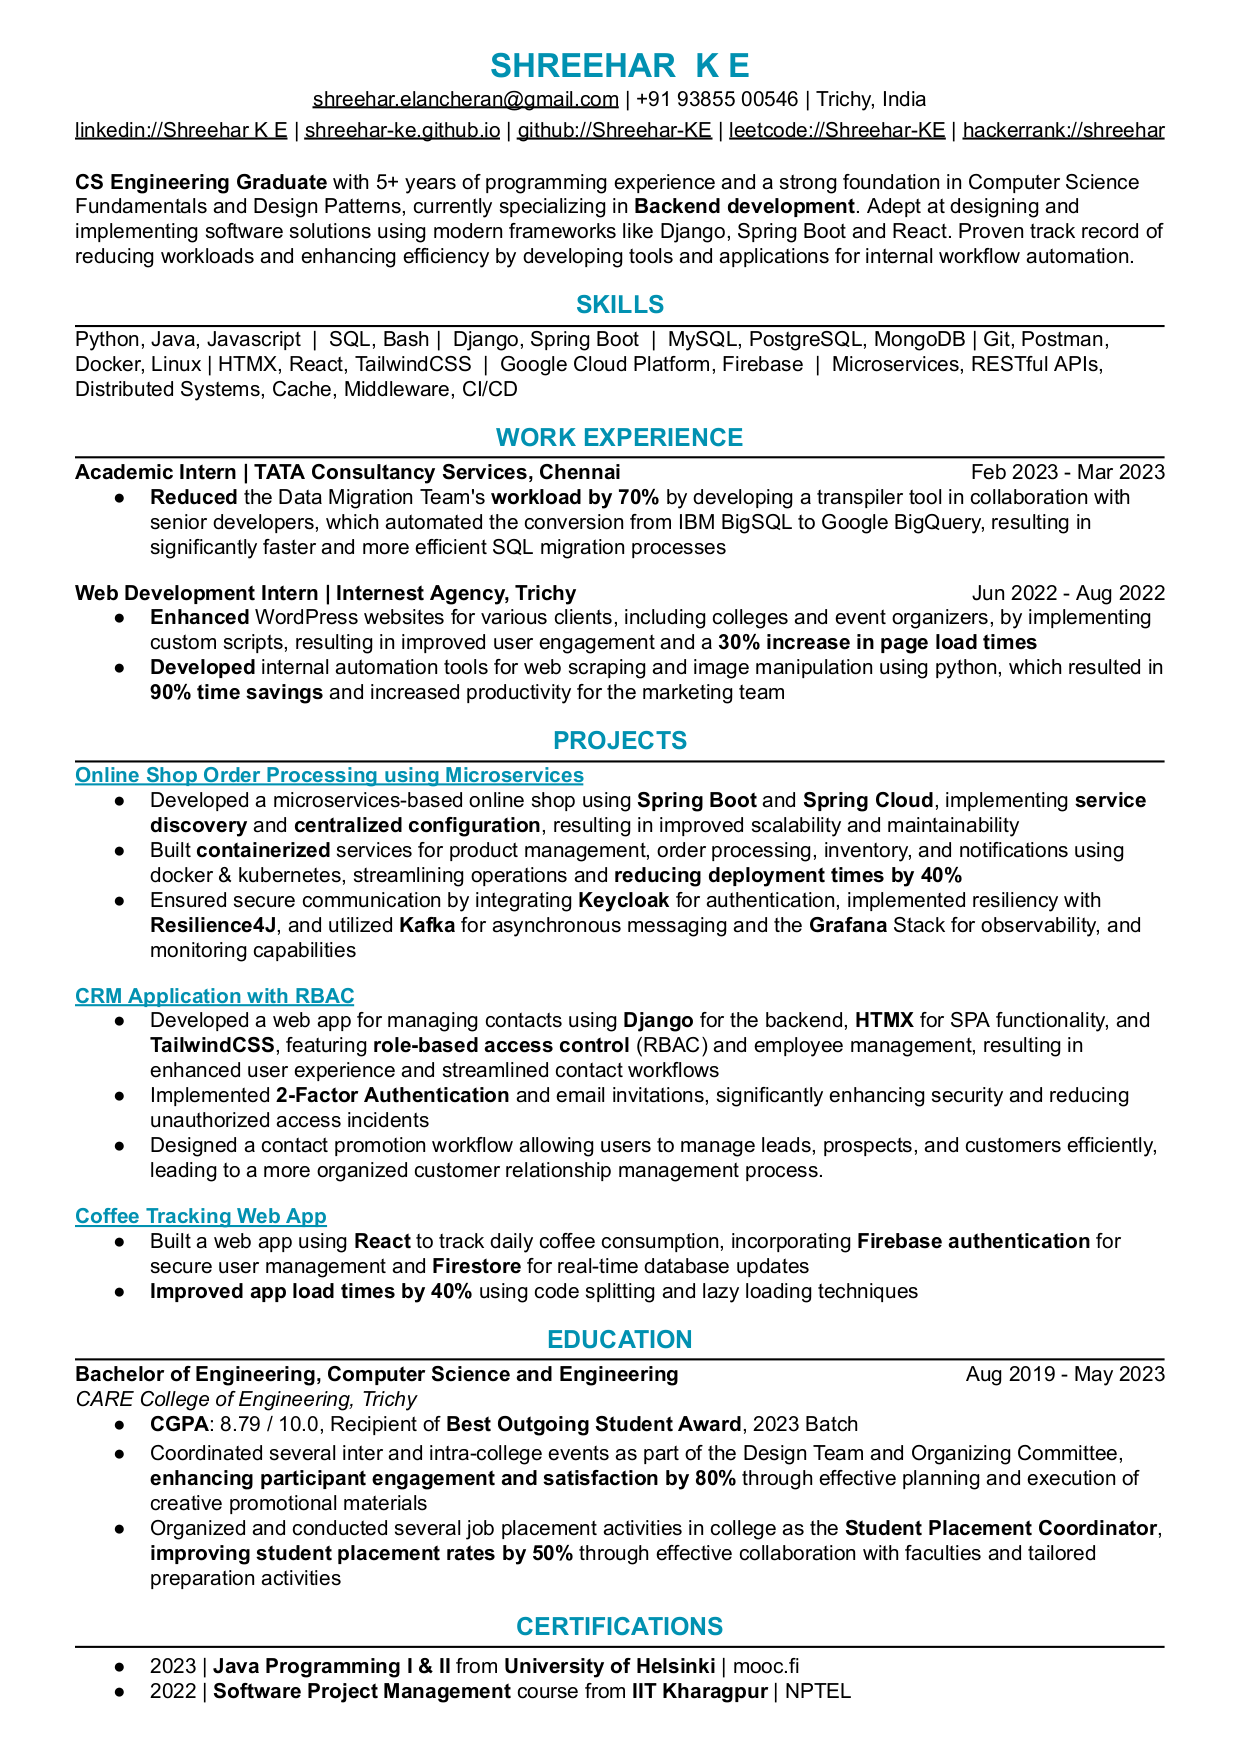 SHREEHAR K E
shreehar.elancheran@gmail.com | +91 93855 00546 | Trichy, India
linkedin://Shreehar K E | shreehar-ke.github.io | github://Shreehar-KE | leetcode://Shreehar-KE | hackerrank://shreehar
CS Engineering Graduate with 5+ years of programming experience and a strong foundation in Computer Science
Fundamentals and Design Patterns, currently specializing in Backend development. Adept at designing and
implementing software solutions using modern frameworks like Django, Spring Boot and React. Proven track record of
reducing workloads and enhancing efficiency by developing tools and applications for internal workflow automation.
SKILLS
Python, Java, Javascript | SQL, Bash | Django, Spring Boot | MySQL, PostgreSQL, MongoDB | Git, Postman,
Docker, Linux | HTMX, React, TailwindCSS | Google Cloud Platform, Firebase | Microservices, RESTful APIs,
Distributed Systems, Cache, Middleware, CI/CD
WORK EXPERIENCE
Academic Intern | TATA Consultancy Services, Chennai Feb 2023 - Mar 2023
● Reduced the Data Migration Team's workload by 70% by developing a transpiler tool in collaboration with
senior developers, which automated the conversion from IBM BigSQL to Google BigQuery, resulting in
significantly faster and more efficient SQL migration processes
Web Development Intern | Internest Agency, Trichy Jun 2022 - Aug 2022
● Enhanced WordPress websites for various clients, including colleges and event organizers, by implementing
custom scripts, resulting in improved user engagement and a 30% increase in page load times
● Developed internal automation tools for web scraping and image manipulation using python, which resulted in
90% time savings and increased productivity for the marketing team
PROJECTS
Online Shop Order Processing using Microservices
● Developed a microservices-based online shop using Spring Boot and Spring Cloud, implementing service
discovery and centralized configuration, resulting in improved scalability and maintainability
● Built containerized services for product management, order processing, inventory, and notifications using
docker & kubernetes, streamlining operations and reducing deployment times by 40%
● Ensured secure communication by integrating Keycloak for authentication, implemented resiliency with
Resilience4J, and utilized Kafka for asynchronous messaging and the Grafana Stack for observability, and
monitoring capabilities
CRM Application with RBAC
● Developed a web app for managing contacts using Django for the backend, HTMX for SPA functionality, and
TailwindCSS, featuring role-based access control (RBAC) and employee management, resulting in
enhanced user experience and streamlined contact workflows
● Implemented 2-Factor Authentication and email invitations, significantly enhancing security and reducing
unauthorized access incidents
● Designed a contact promotion workflow allowing users to manage leads, prospects, and customers efficiently,
leading to a more organized customer relationship management process.
Coffee Tracking Web App
● Built a web app using React to track daily coffee consumption, incorporating Firebase authentication for
secure user management and Firestore for real-time database updates
● Improved app load times by 40% using code splitting and lazy loading techniques
EDUCATION
Bachelor of Engineering, Computer Science and Engineering Aug 2019 - May 2023
CARE College of Engineering, Trichy
● CGPA: 8.79 / 10.0, Recipient of Best Outgoing Student Award, 2023 Batch
● Coordinated several inter and intra-college events as part of the Design Team and Organizing Committee,
enhancing participant engagement and satisfaction by 80% through effective planning and execution of
creative promotional materials
● Organized and conducted several job placement activities in college as the Student Placement Coordinator,
improving student placement rates by 50% through effective collaboration with faculties and tailored
preparation activities
CERTIFICATIONS
● 2023 | Java Programming I & II from University of Helsinki | mooc.fi
● 2022 | Software Project Management course from IIT Kharagpur | NPTEL